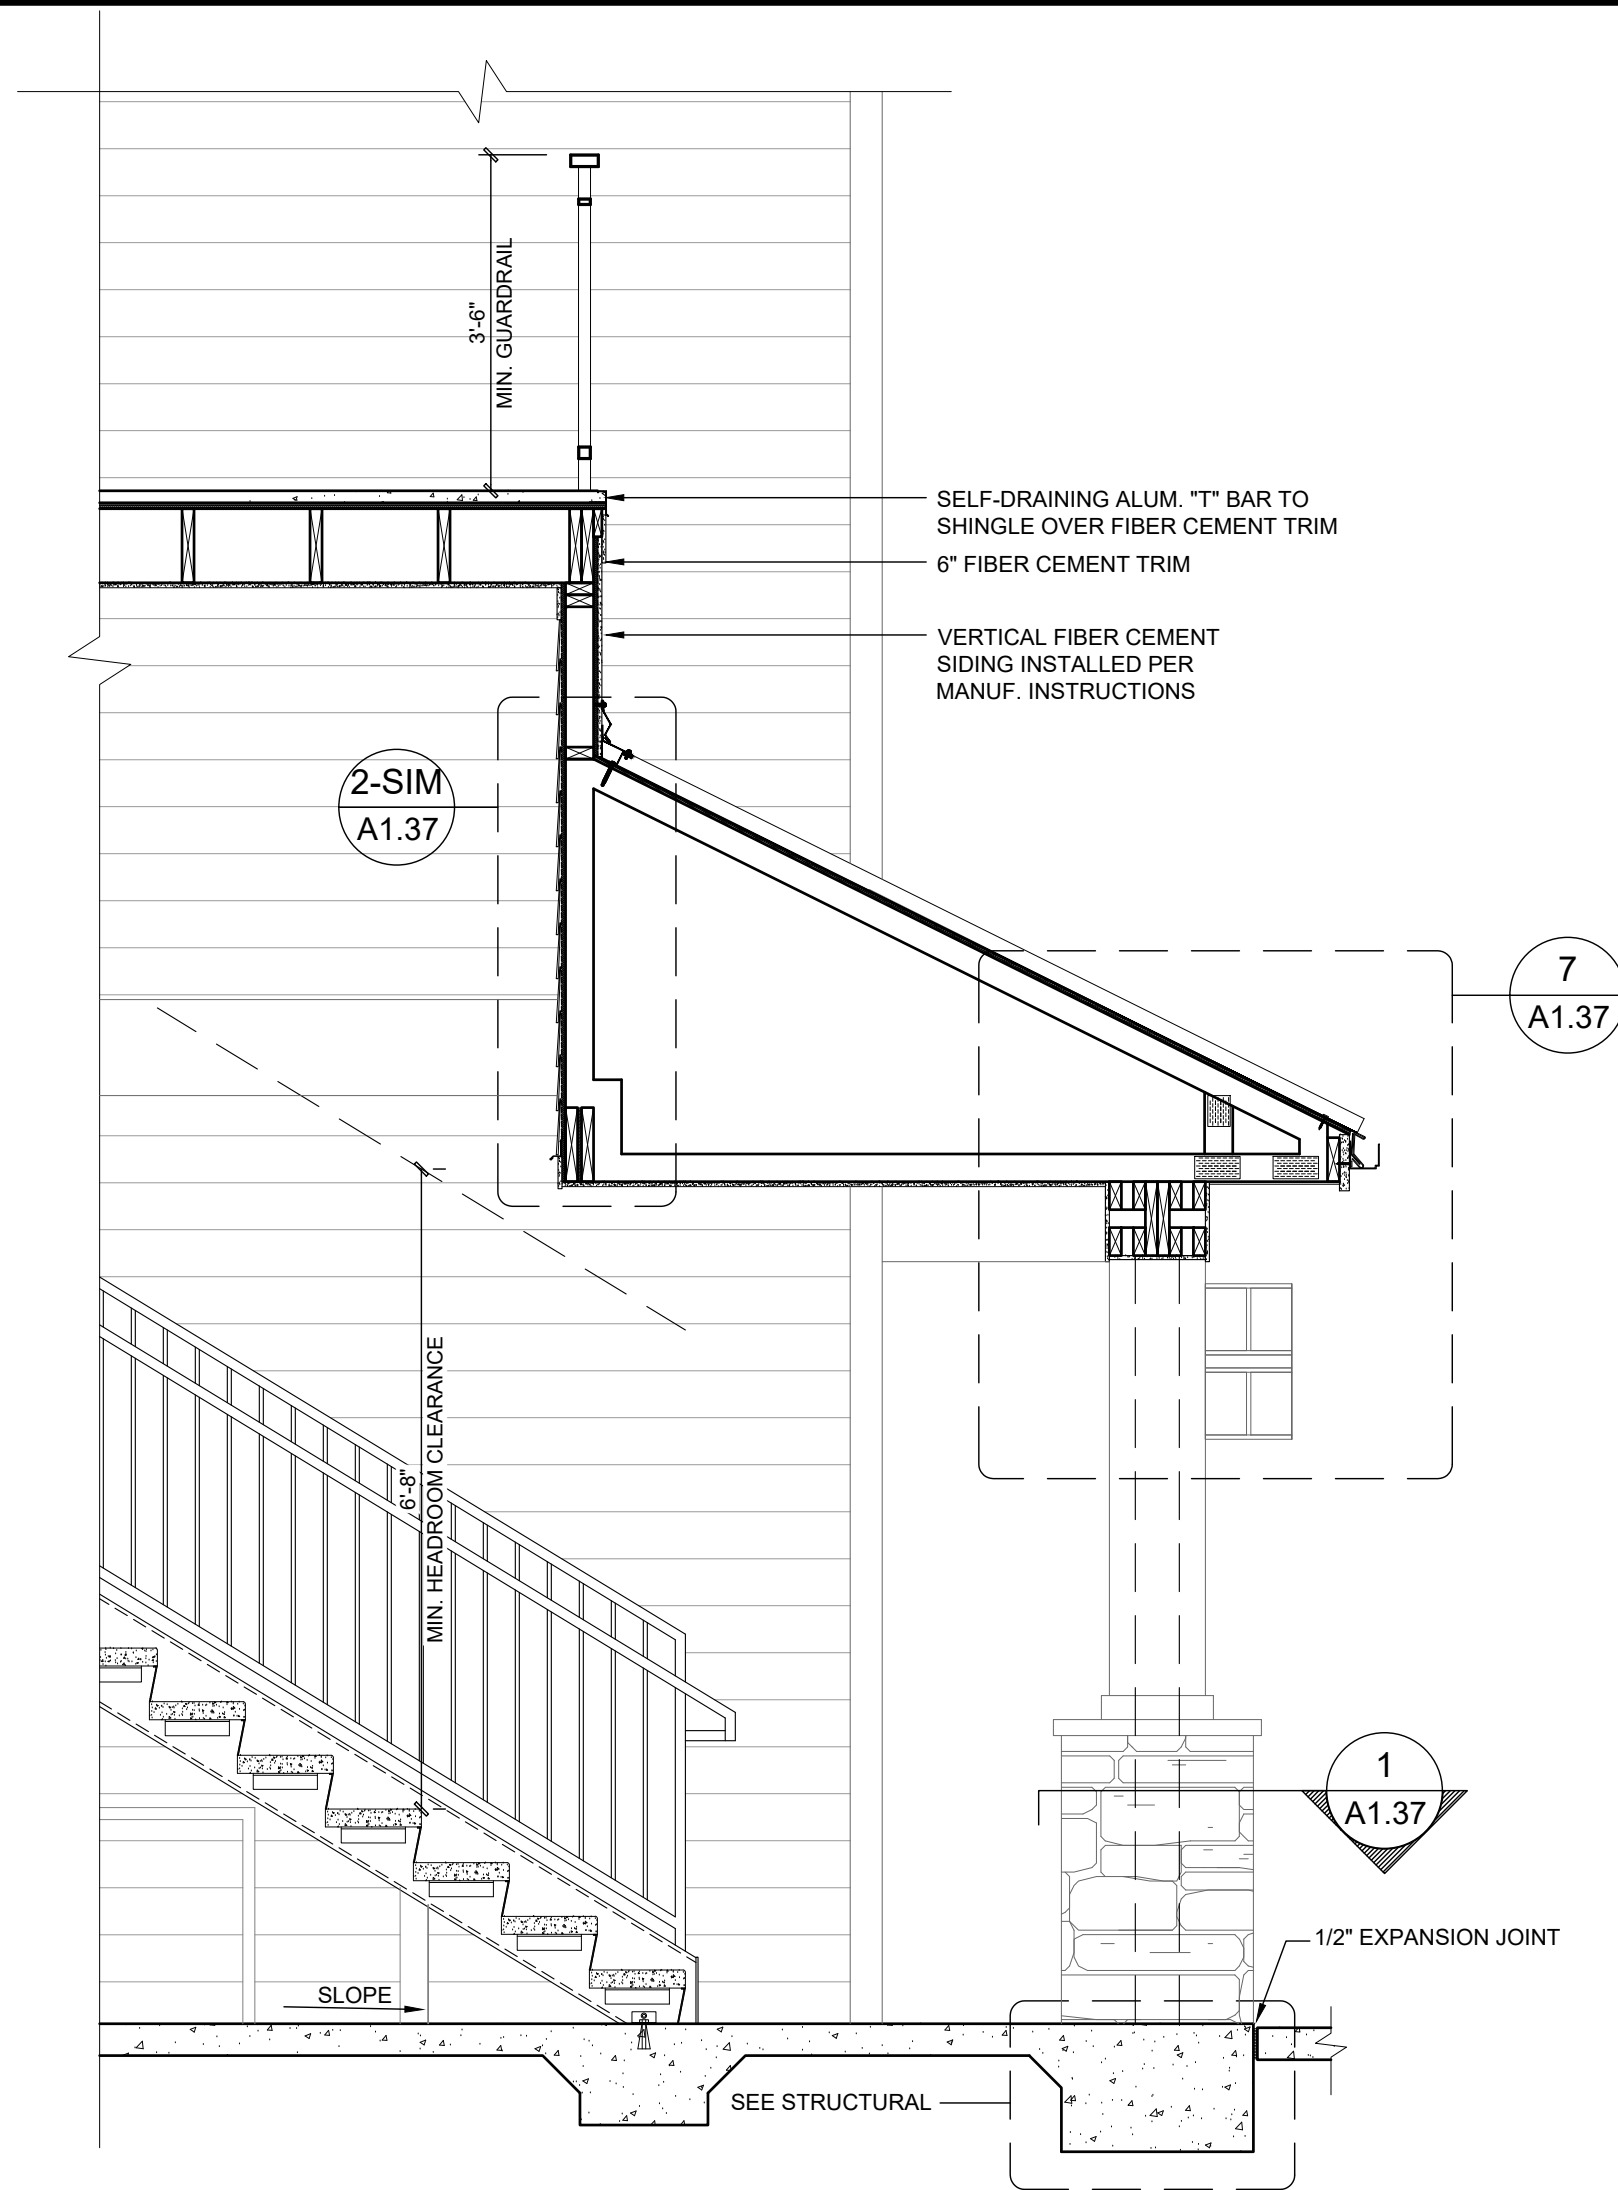 3'-6"
MIN. GUARDRAIL
SELF-DRAINING ALUM. "T" BAR TO
SHINGLE OVER FIBER CEMENT TRIM
6" FIBER CEMENT TRIM
VERTICAL FIBER CEMENT
SIDING INSTALLED PER
MANUF. INSTRUCTIONS
2-SIM
A1.37
7
A1.37
6'-8"
MIN. HEADROOM CLEARANCE
1
A1.37
1/2" EXPANSION JOINT
SLOPE
SEE STRUCTURAL